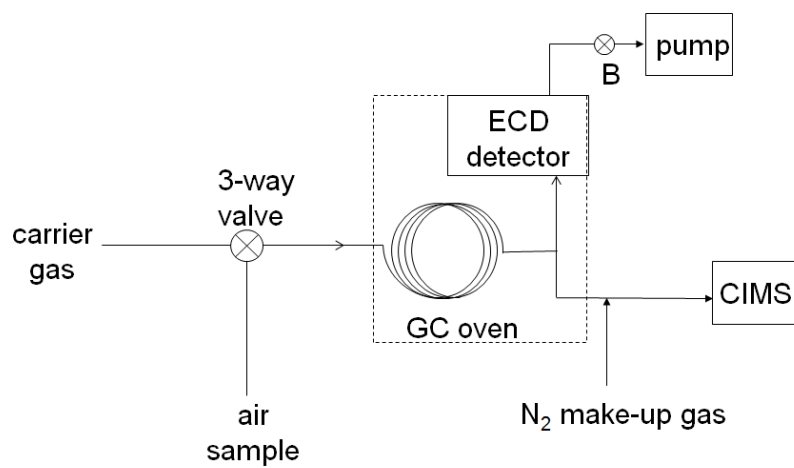 pump
B
ECD
detector
3-way
valve
carrier
gas
CIMS
GC oven
N₂ make-up gas
air
sample